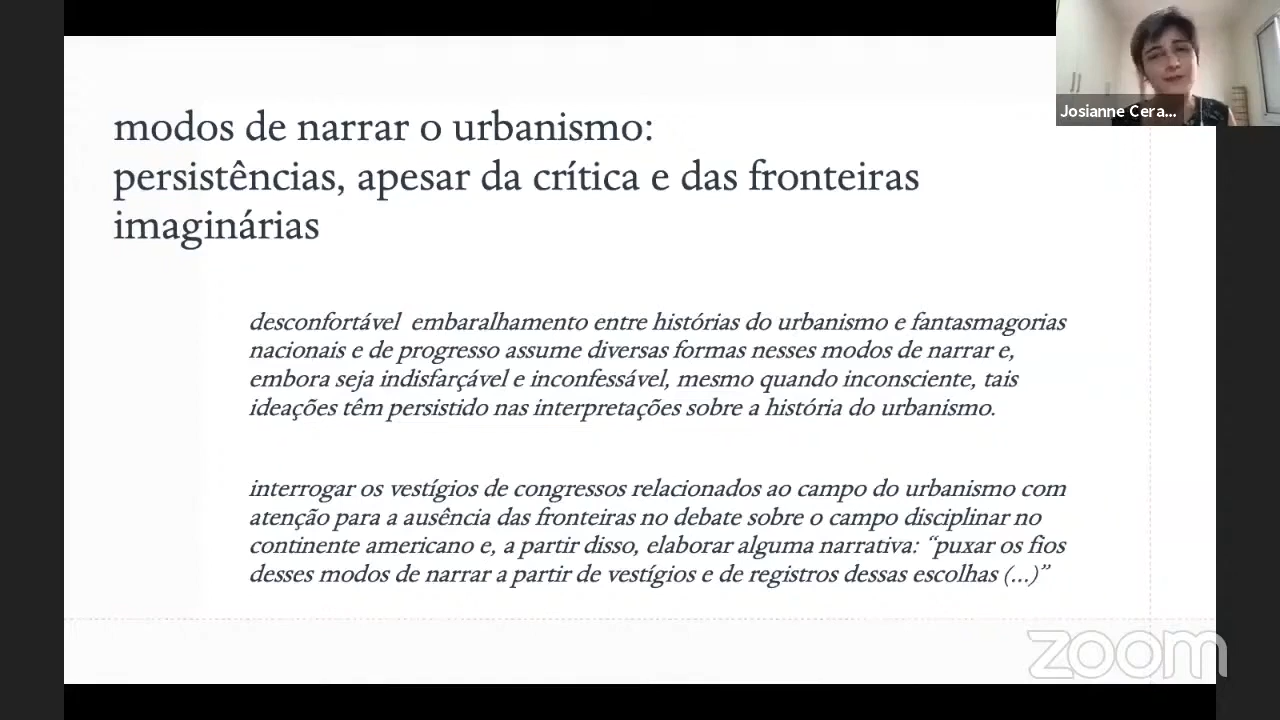 Josianne Cera...
modos de narrar o urbanismo:
persistências, apesar da crítica e das fronteiras
imaginárias
desconfortável embaralhamento entre histórias do urbanismo e fantasmagorias
nacionais e de progresso assume diversas formas nesses modos de narrar e,
embora seja indisfarçável e inconfessável, mesmo quando inconsciente, tais
ideações têm persistido nas interpretações sobre a história do urbanismo.
interrogar os vestígios de congressos relacionados ao campo do urbanismo com
atenção para a ausência das fronteiras no debate sobre o campo disciplinar no
continente americano e, a partir disso, elaborar alguma narrativa: “puxar os fios
desses modos de narrar a partir de vestígios e de registros dessas escolhas (...)”
zoom